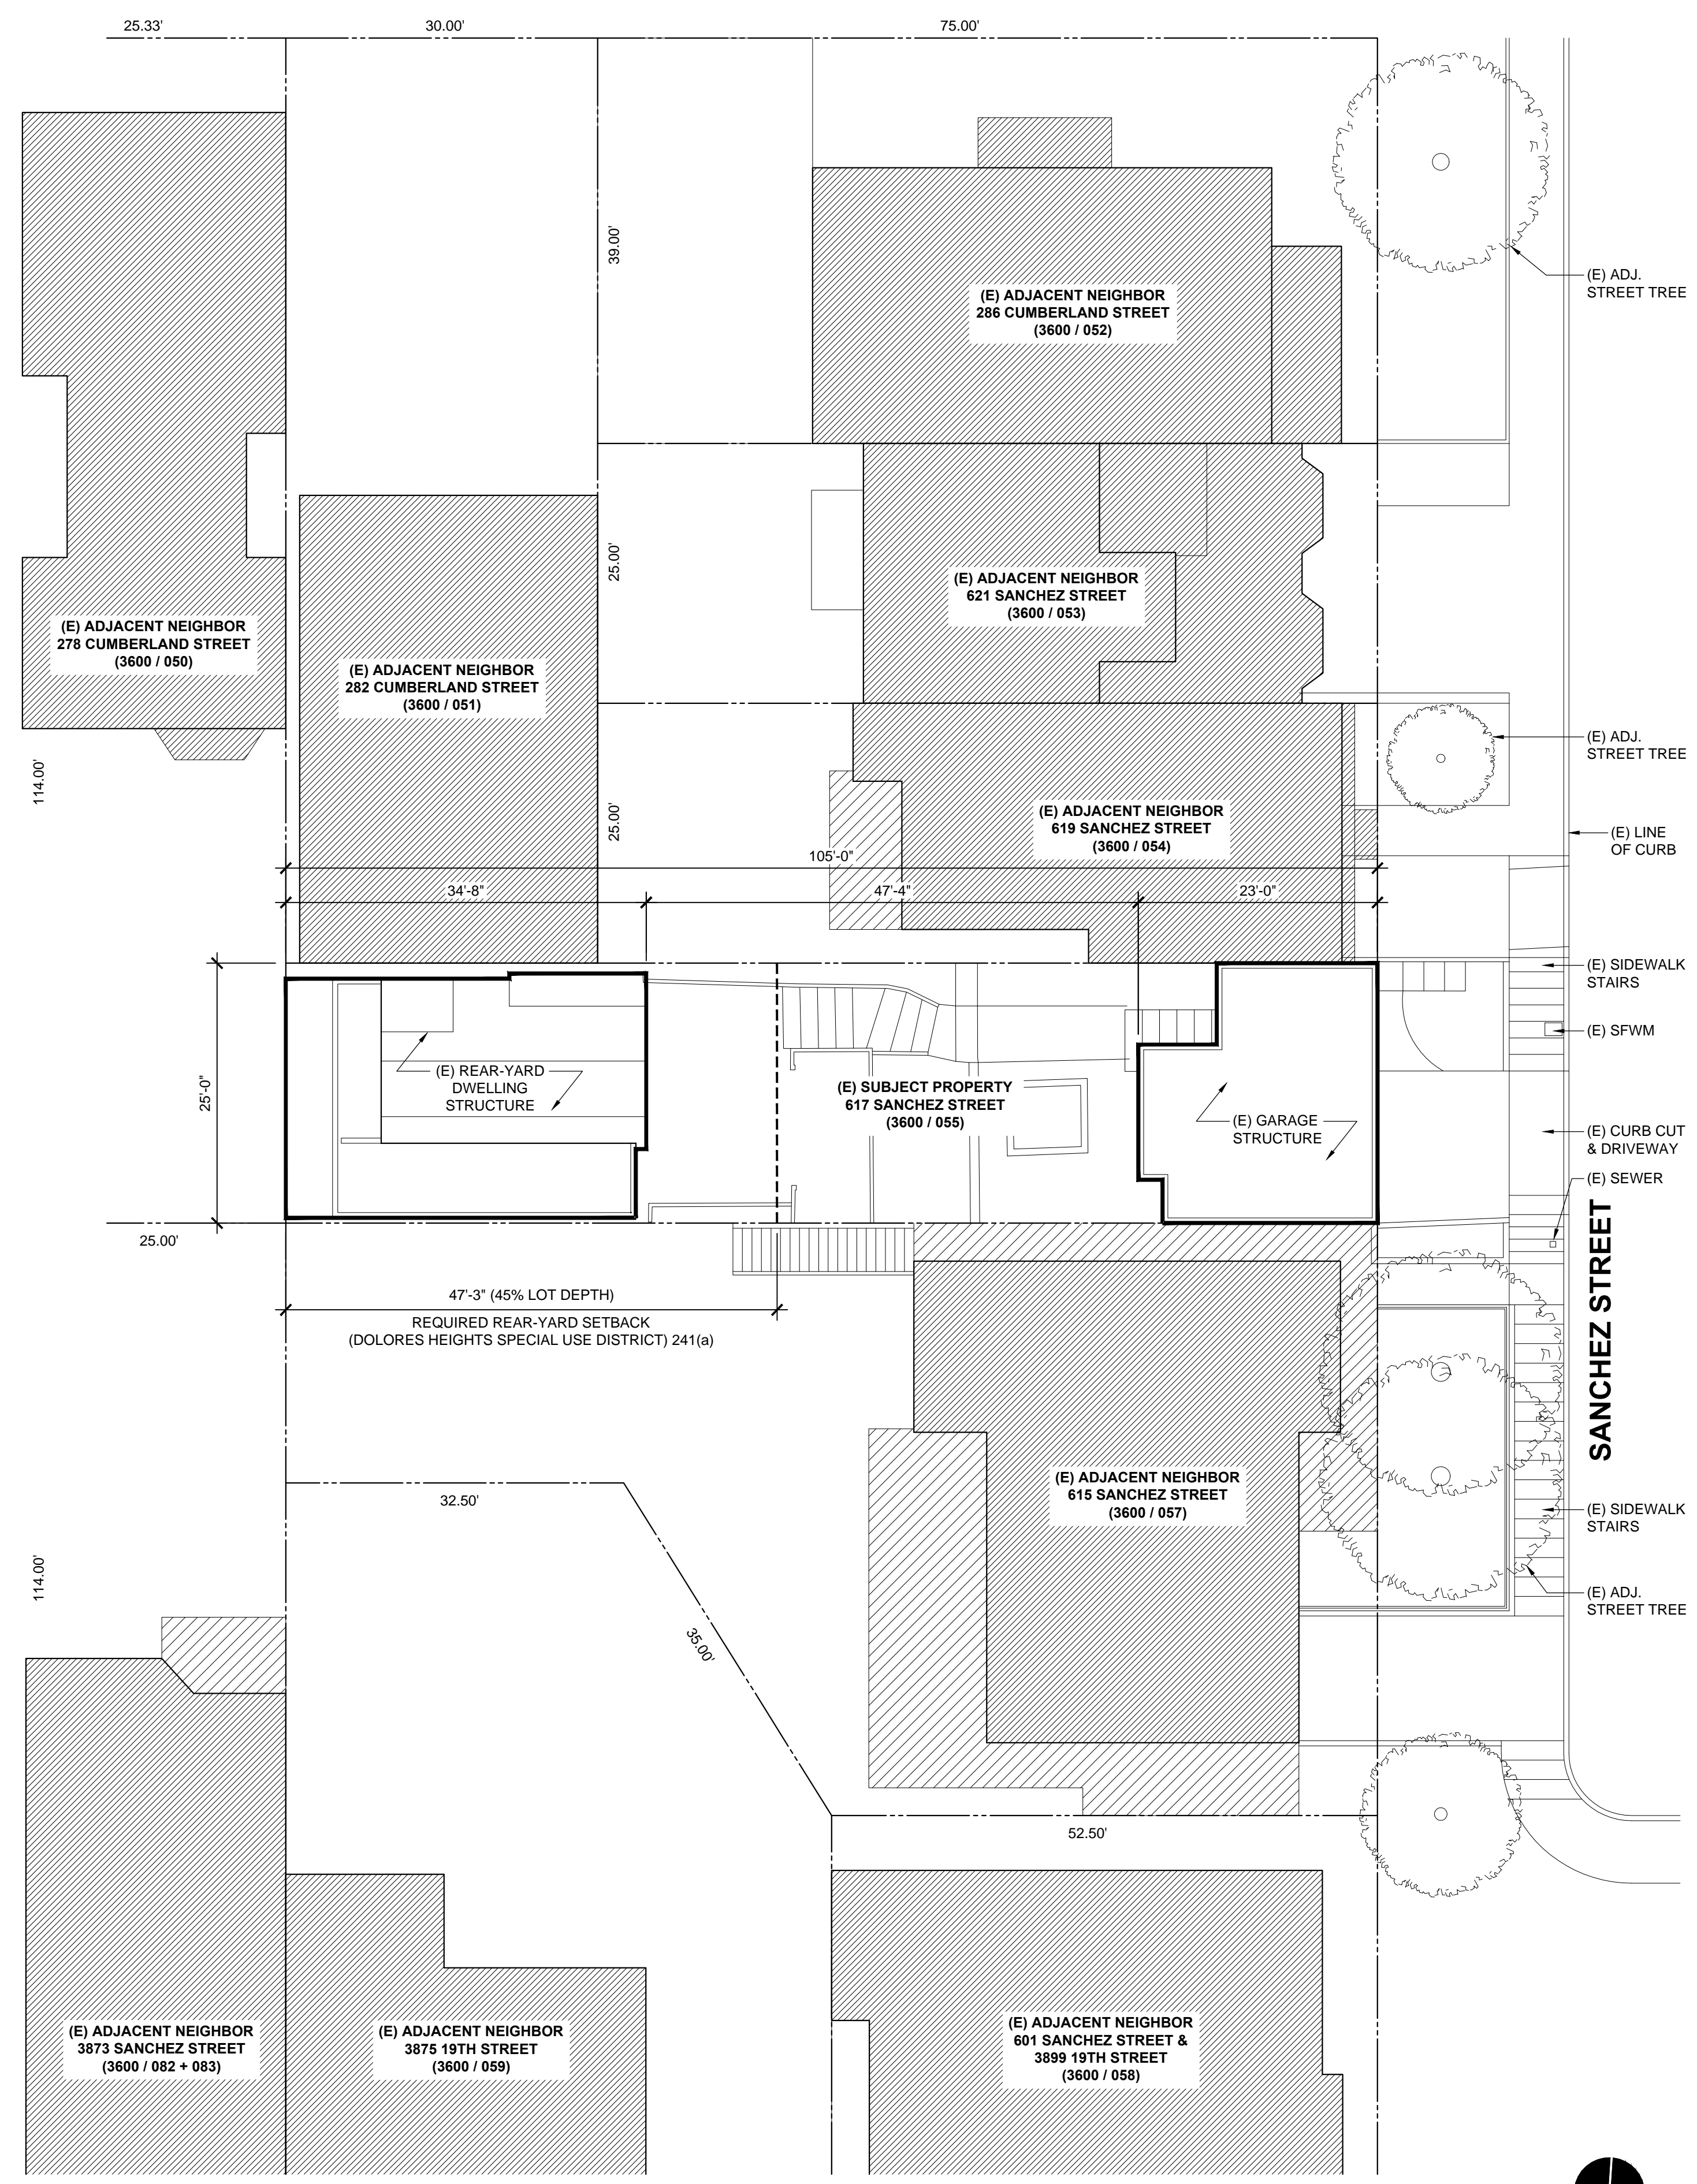 25.33'
30.00'
75.00'
39.00'
(E) ADJ.
STREET TREE
(E) ADJACENT NEIGHBOR
286 CUMBERLAND STREET
(3600 / 052)
25.00'
(E) ADJACENT NEIGHBOR
621 SANCHEZ STREET
(3600 / 053)
(E) ADJACENT NEIGHBOR
278 CUMBERLAND STREET
(3600 / 050)
(E) ADJACENT NEIGHBOR
282 CUMBERLAND STREET
(3600 / 051)
(E) ADJ.
STREET TREE
114.00'
25.00'
(E) ADJACENT NEIGHBOR
619 SANCHEZ STREET
(3600 / 054)
(E) LINE
OF CURB
105'-0"
34'-8"
47'-4"
23'-0"
(E) SIDEWALK
STAIRS
(E) SFWM
25'-0"
(E) REAR-YARD
DWELLING
STRUCTURE
(E) SUBJECT PROPERTY
617 SANCHEZ STREET
(3600 / 055)
(E) GARAGE
STRUCTURE
(E) CURB CUT
& DRIVEWAY
(E) SEWER
25.00'
SANCHEZ STREET
47'-3" (45% LOT DEPTH)
REQUIRED REAR-YARD SETBACK
(DOLORES HEIGHTS SPECIAL USE DISTRICT) 241(a)
32.50'
(E) ADJACENT NEIGHBOR
615 SANCHEZ STREET
(3600 / 057)
(E) SIDEWALK
STAIRS
114.00'
(E) ADJ.
STREET TREE
35.00'
52.50'
(E) ADJACENT NEIGHBOR
3873 SANCHEZ STREET
(3600 / 082 + 083)
(E) ADJACENT NEIGHBOR
3875 19TH STREET
(3600 / 059)
(E) ADJACENT NEIGHBOR
601 SANCHEZ STREET &
3899 19TH STREET
(3600 / 058)